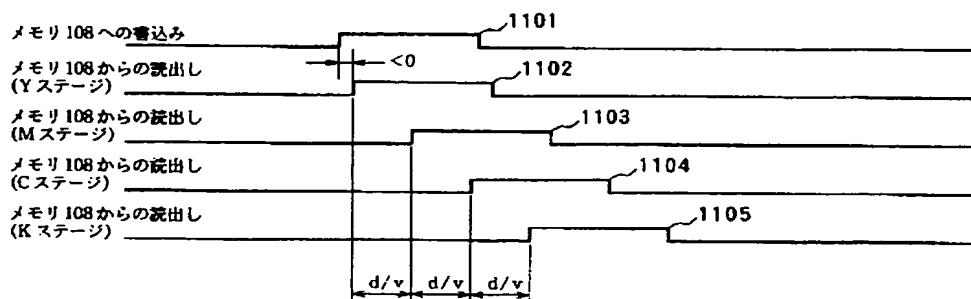 メモリ108への書込み
1101
<0
メモリ108からの読出し
(Yステージ)
1102
メモリ108からの読出し
(Mステージ)
1103
メモリ108からの読出し
(Cステージ)
1104
メモリ108からの読出し
(Kステージ)
1105
d/v d/v d/v